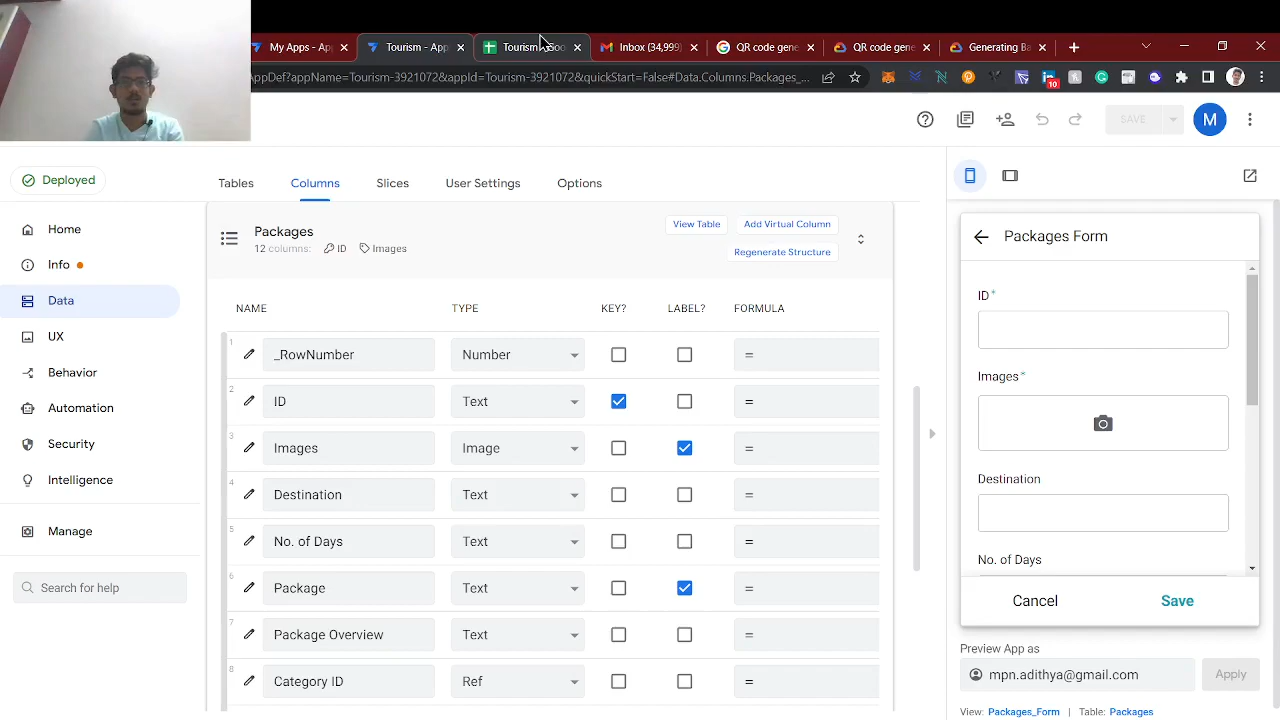 My Apps - Ap
Tourism - App
Tourism - Goo
Inbox (34,999)
QR code gene
QR code gene
Generating Ba
AppDef?appName=Tourism-3921072&appId=Tourism-3921072&quickStart=False#Data.Columns.Packages_...
10
SAVE
M
Deployed
Tables
Columns
Slices
User Settings
Options
Home
Info
Data
UX
Behavior
Automation
Security
Intelligence
Manage
Search for help
Packages
12 columns: ID Images
View Table
Add Virtual Column
Regenerate Structure
NAME TYPE KEY? LABEL? FORMULA
1 _RowNumber Number =
2 ID Text =
3 Images Image =
4 Destination Text =
5 No. of Days Text =
6 Package Text =
7 Package Overview Text =
8 Category ID Ref =
Packages Form
ID*
Images*
Destination
No. of Days
Cancel Save
Preview App as
mpn.adithya@gmail.com Apply
View: Packages_Form | Table: Packages